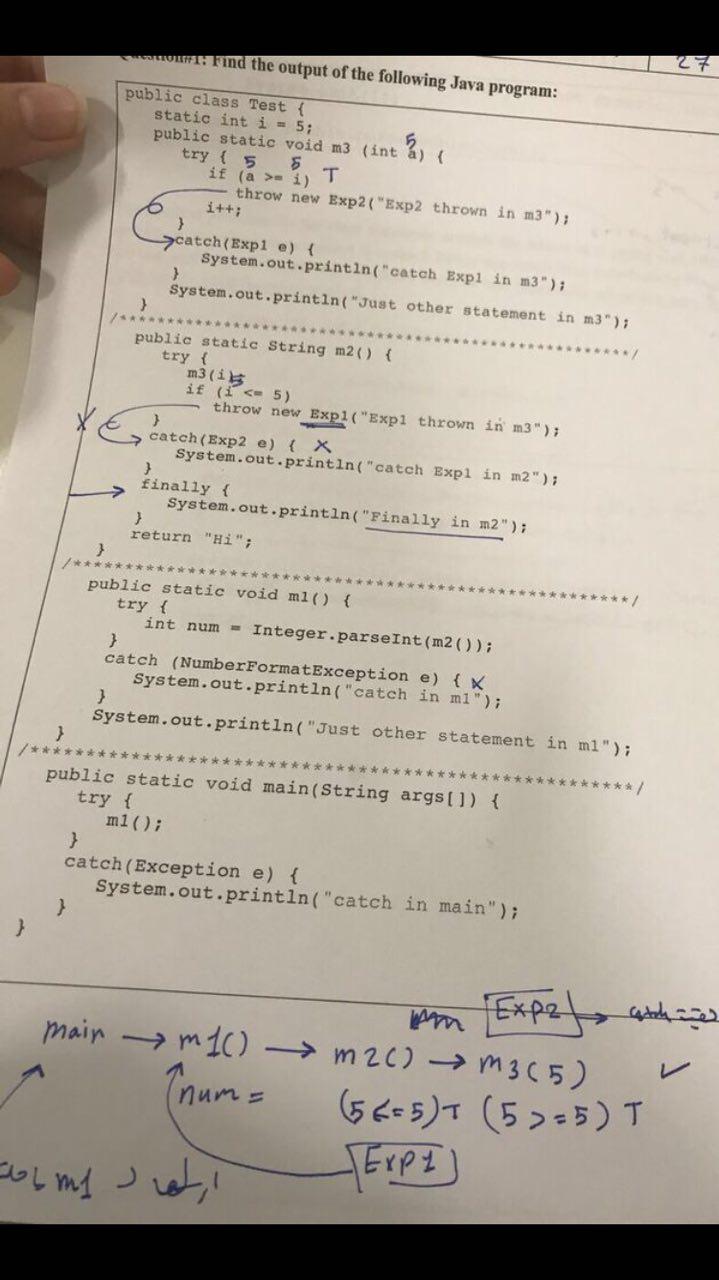 27
Question#1: Find the output of the following Java program:
public class Test {
static int i = 5;
5
public static void m3 (int a) {
try { 5 5
if (a >= i) T
throw new Exp2("Exp2 thrown in m3");
i++;
}
catch(Exp1 e) {
System.out.println("catch Exp1 in m3");
}
System.out.println("Just other statement in m3");
}
/*******************************************************/
public static String m2() {
try {
m3(i);
5
if (i <= 5)
throw new Exp1("Exp1 thrown in m3");
}
catch(Exp2 e) { x
System.out.println("catch Exp1 in m2");
}
finally {
System.out.println("Finally in m2");
}
return "Hi";
}
/*******************************************************/
public static void m1() {
try {
int num = Integer.parseInt(m2());
}
catch (NumberFormatException e) { x
System.out.println("catch in m1");
}
System.out.println("Just other statement in m1");
}
/*******************************************************/
public static void main(String args[]) {
try {
m1();
}
catch(Exception e) {
System.out.println("catch in main");
}
}
Exp2 →
main → m1() → m2() → m3(5) ✓
num = (5<=5)T (5>=5) T
Exp1
m1